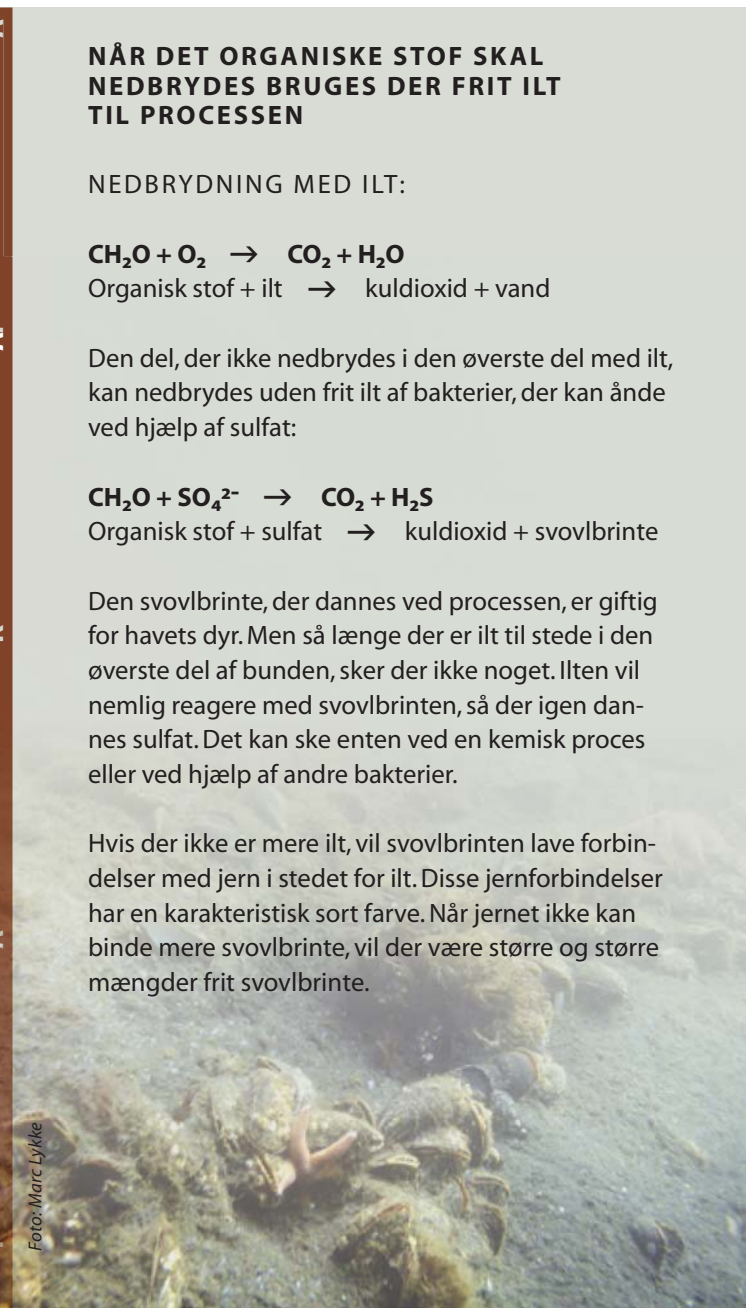 NÅR DET ORGANISKE STOF SKAL
NEDBRYDES BRUGES DER FRIT ILT
TIL PROCESSEN
NEDBRYDNING MED ILT:
CH₂O + O₂ → CO₂ + H₂O
Organisk stof + ilt → kuldioxid + vand
Den del, der ikke nedbrydes i den øverste del med ilt,
kan nedbrydes uden frit ilt af bakterier, der kan ånde
ved hjælp af sulfat:
CH₂O + SO₄²⁻ → CO₂ + H₂S
Organisk stof + sulfat → kuldioxid + svovlbrinte
Den svovlbrinte, der dannes ved processen, er giftig
for havets dyr. Men så længe der er ilt til stede i den
øverste del af bunden, sker der ikke noget. Ilten vil
nemlig reagere med svovlbrinten, så der igen dan-
nes sulfat. Det kan ske enten ved en kemisk proces
eller ved hjælp af andre bakterier.
Hvis der ikke er mere ilt, vil svovlbrinten lave forbin-
delser med jern i stedet for ilt. Disse jernforbindelser
har en karakteristisk sort farve. Når jernet ikke kan
binde mere svovlbrinte, vil der være større og større
mængder frit svovlbrinte.
Foto: Marc Lykke